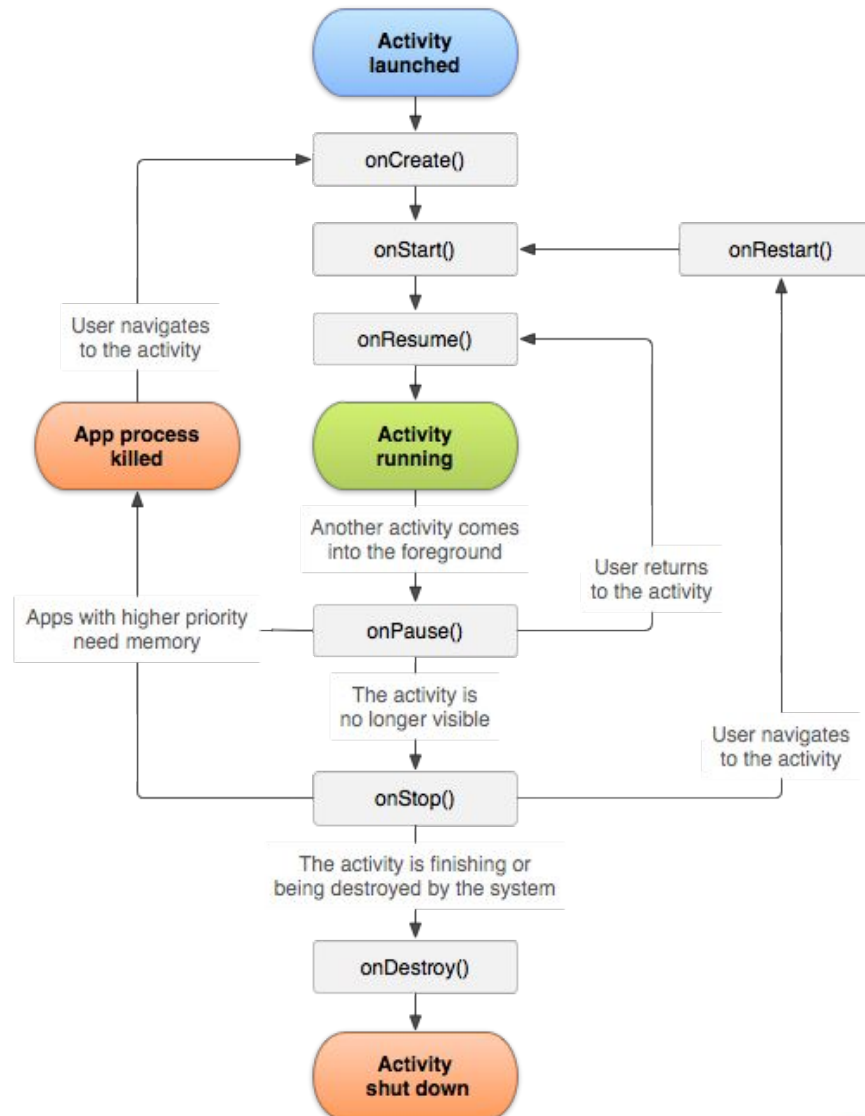 Activity
launched
onCreate()
onStart()
onRestart()
User navigates
to the activity
onResume()
App process
killed
Activity
running
Another activity comes
into the foreground
User returns
to the activity
Apps with higher priority
need memory
onPause()
The activity is
no longer visible
User navigates
to the activity
onStop()
The activity is finishing or
being destroyed by the system
onDestroy()
Activity
shut down